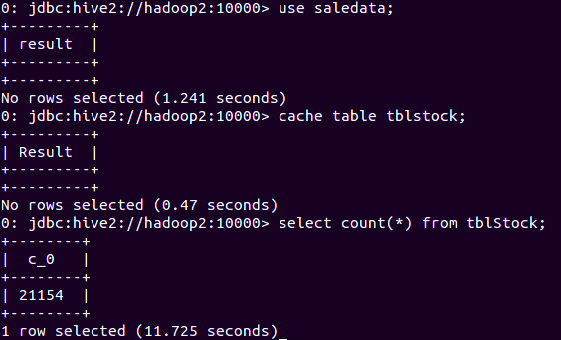 0: jdbc:hive2://hadoop2:10000> use saledata;
+---------+
| result  |
+---------+
+---------+
No rows selected (1.241 seconds)
0: jdbc:hive2://hadoop2:10000> cache table tblstock;
+---------+
| Result  |
+---------+
+---------+
No rows selected (0.47 seconds)
0: jdbc:hive2://hadoop2:10000> select count(*) from tblStock;
+--------+
|  c_0   |
+--------+
| 21154  |
+--------+
1 row selected (11.725 seconds)